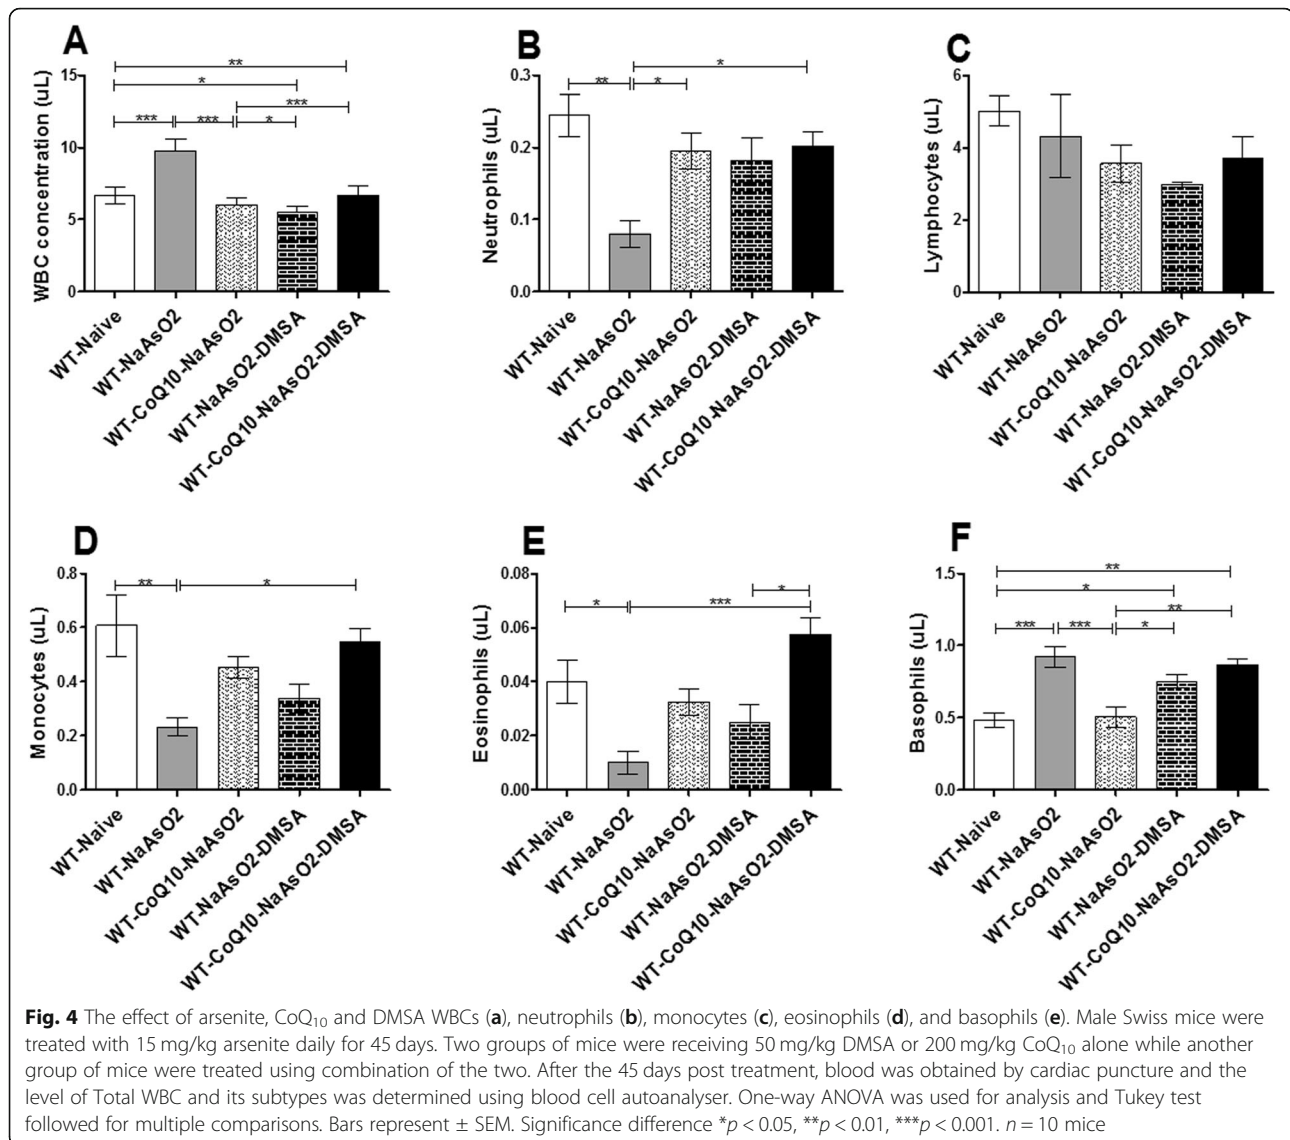 A
WBC concentration (uL)
15
10
5
0
**
*
***
***
***
*
WT-Naive
WT-NaAsO2
WT-CoQ10-NaAsO2
WT-NaAsO2-DMSA
WT-CoQ10-NaAsO2-DMSA
B
Neutrophils (uL)
0.3
0.2
0.1
0.0
*
**
*
WT-Naive
WT-NaAsO2
WT-CoQ10-NaAsO2
WT-NaAsO2-DMSA
WT-CoQ10-NaAsO2-DMSA
C
Lymphocytes (uL)
6
4
2
0
WT-Naive
WT-NaAsO2
WT-CoQ10-NaAsO2
WT-NaAsO2-DMSA
WT-CoQ10-NaAsO2-DMSA
D
Monocytes (uL)
0.8
0.6
0.4
0.2
0.0
**
*
WT-Naive
WT-NaAsO2
WT-CoQ10-NaAsO2
WT-NaAsO2-DMSA
WT-CoQ10-NaAsO2-DMSA
E
Eosinophils (uL)
0.08
0.06
0.04
0.02
0.00
*
*
***
WT-Naive
WT-NaAsO2
WT-CoQ10-NaAsO2
WT-NaAsO2-DMSA
WT-CoQ10-NaAsO2-DMSA
F
Basophils (uL)
1.5
1.0
0.5
0.0
**
*
**
***
***
*
WT-Naive
WT-NaAsO2
WT-CoQ10-NaAsO2
WT-NaAsO2-DMSA
WT-CoQ10-NaAsO2-DMSA
Fig. 4 The effect of arsenite, CoQ10 and DMSA WBCs (a), neutrophils (b), monocytes (c), eosinophils (d), and basophils (e). Male Swiss mice were
treated with 15 mg/kg arsenite daily for 45 days. Two groups of mice were receiving 50 mg/kg DMSA or 200 mg/kg CoQ10 alone while another
group of mice were treated using combination of the two. After the 45 days post treatment, blood was obtained by cardiac puncture and the
level of Total WBC and its subtypes was determined using blood cell autoanalyser. One-way ANOVA was used for analysis and Tukey test
followed for multiple comparisons. Bars represent ± SEM. Significance difference *p < 0.05, **p < 0.01, ***p < 0.001. n = 10 mice